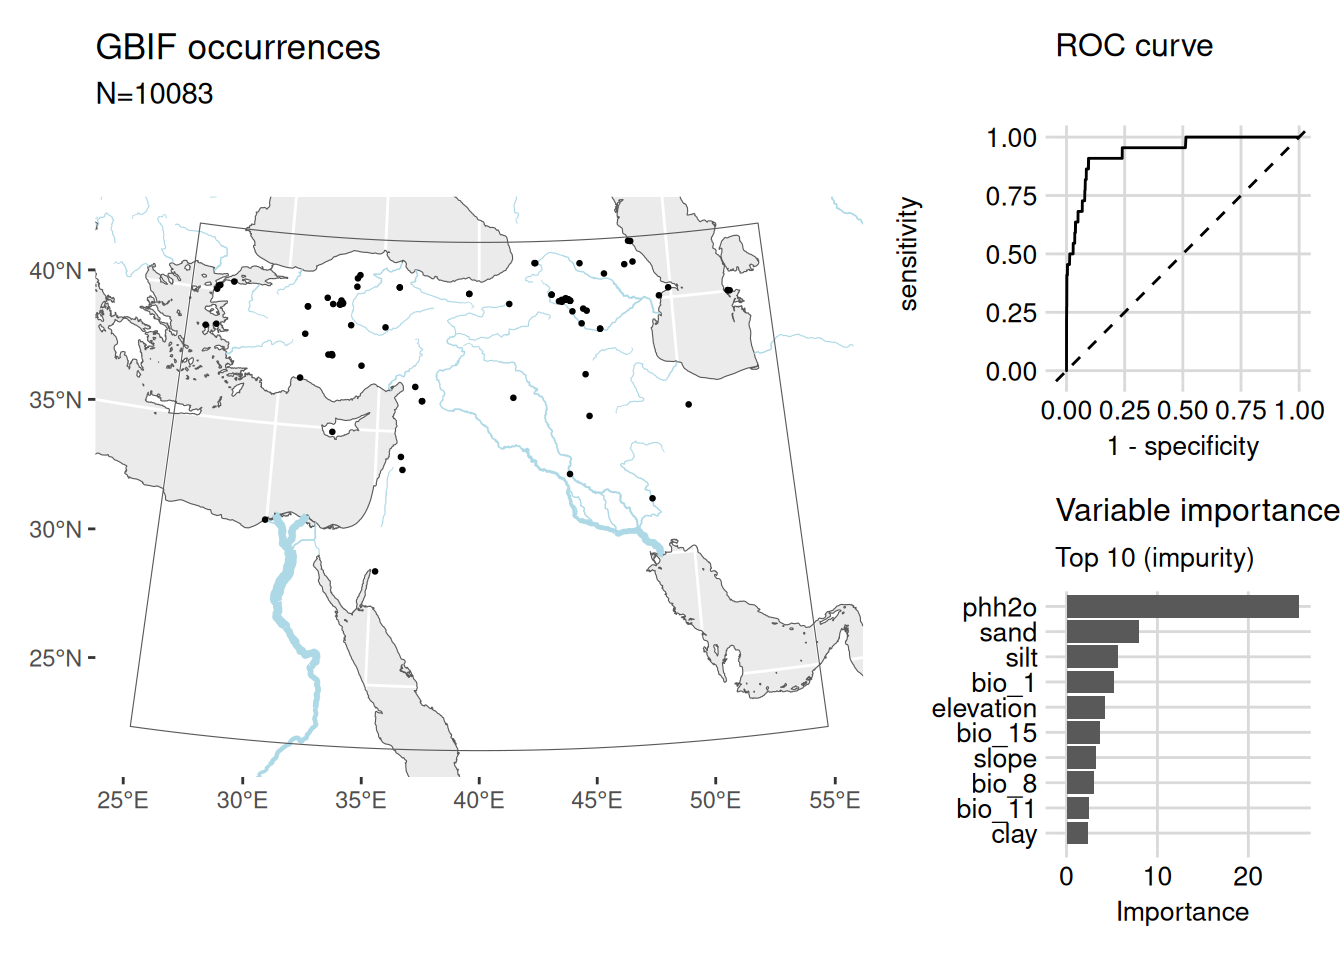 GBIF occurrences
N=10083
40°N
35°N
30°N
25°N
25°E 30°E 35°E 40°E 45°E 50°E 55°E
ROC curve
sensitivity
1.00
0.75
0.50
0.25
0.00
0.00 0.25 0.50 0.75 1.00
1 - specificity
Variable importance
Top 10 (impurity)
phh2o
sand
silt
bio_1
elevation
bio_15
slope
bio_8
bio_11
clay
0 10 20
Importance